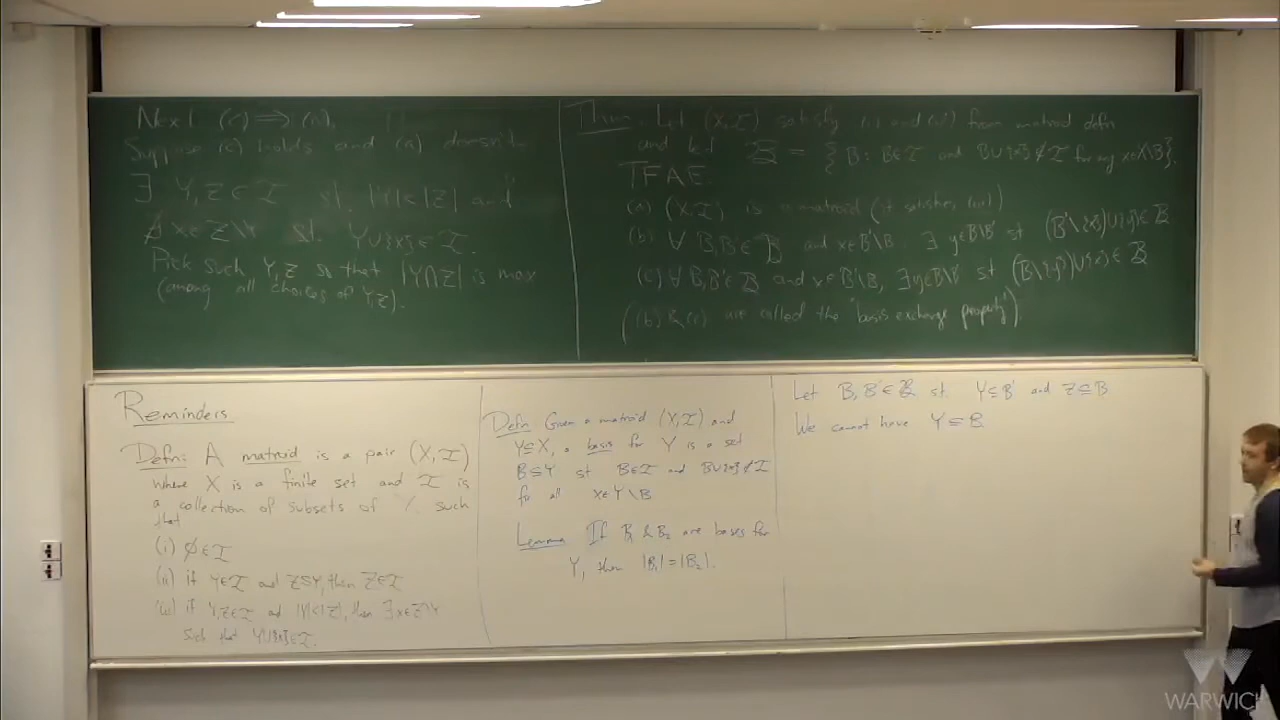 Next (c) ⟹ (a).
Suppose (c) holds and (a) doesn't
∃ Y,Z ∈ I st. |Y|<|Z| and
∄ x∈Z\Y st. Y∪{x}∈I.
Pick such Y,Z so that |Y∩Z| is max
(among all choices of Y,Z).
Thm: Let (X,I) satisfy (i) and (ii) from matroid defn
and let B = {B : B∈I and B∪{x}∉I for any x∈X\B}.
TFAE.
(a) (X,I) is a matroid (it satisfies (iii))
(b) ∀ B,B'∈B and x∈B'\B, ∃ y∈B\B' st (B'\{x})∪{y}∈B
(c) ∀ B,B'∈B and x∈B'\B, ∃y∈B\B' st (B\{y})∪{x}∈B
((b) & (c) are called the 'basis exchange property')
Reminders
Defn: A matroid is a pair (X,I)
where X is a finite set and I is
a collection of subsets of X such
that
(i) ∅∈I
(ii) if Y∈I and Z⊆Y, then Z∈I
(iii) if Y,Z∈I and |Y|<|Z|, then ∃x∈Z\Y
such that Y∪{x}∈I.
Defn Given a matroid (X,I) and
Y⊆X, a basis for Y is a set
B⊆Y st B∈I and B∪{x}∉I
for all x∈Y\B.
Lemma If B₁ & B₂ are bases for
Y, then |B₁|=|B₂|.
Let B,B'∈B st. Y⊆B' and Z⊆B
We cannot have Y⊆B
WARWICK